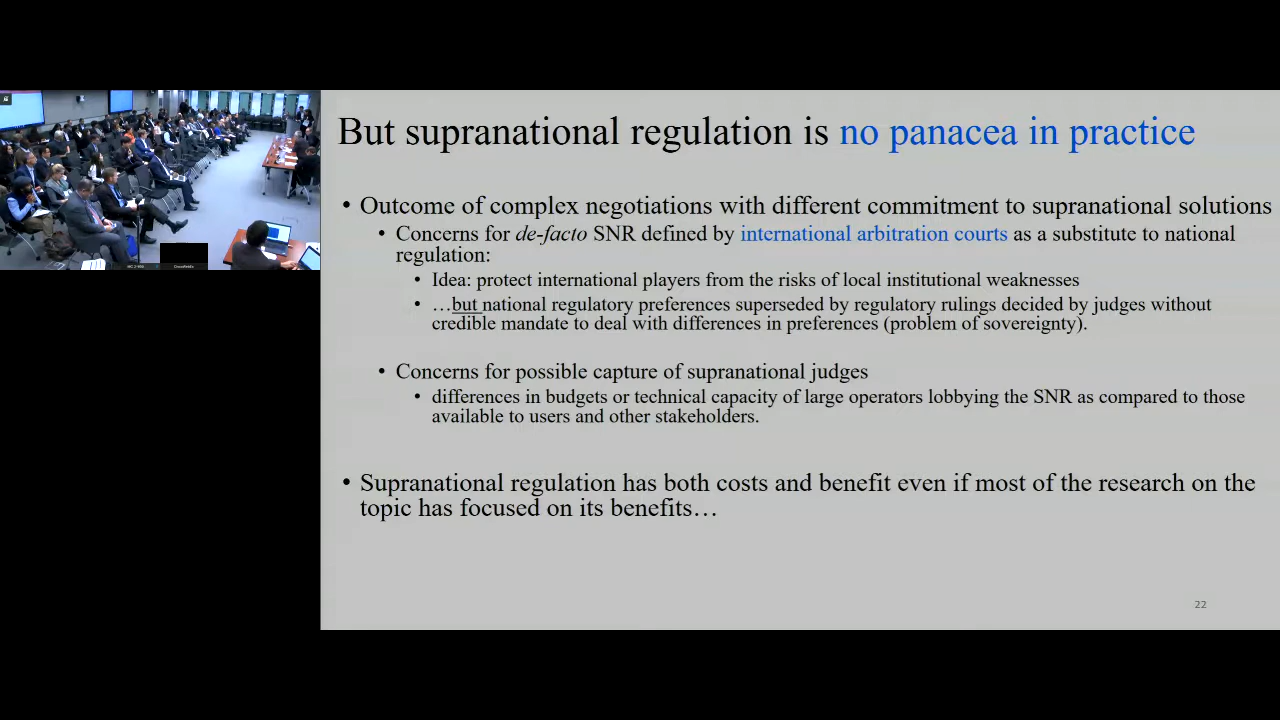 But supranational regulation is no panacea in practice
• Outcome of complex negotiations with different commitment to supranational solutions
• Concerns for de-facto SNR defined by international arbitration courts as a substitute to national
regulation:
• Idea: protect international players from the risks of local institutional weaknesses
• …but national regulatory preferences superseded by regulatory rulings decided by judges without
credible mandate to deal with differences in preferences (problem of sovereignty).
• Concerns for possible capture of supranational judges
• differences in budgets or technical capacity of large operators lobbying the SNR as compared to those
available to users and other stakeholders.
• Supranational regulation has both costs and benefit even if most of the research on the
topic has focused on its benefits…
22